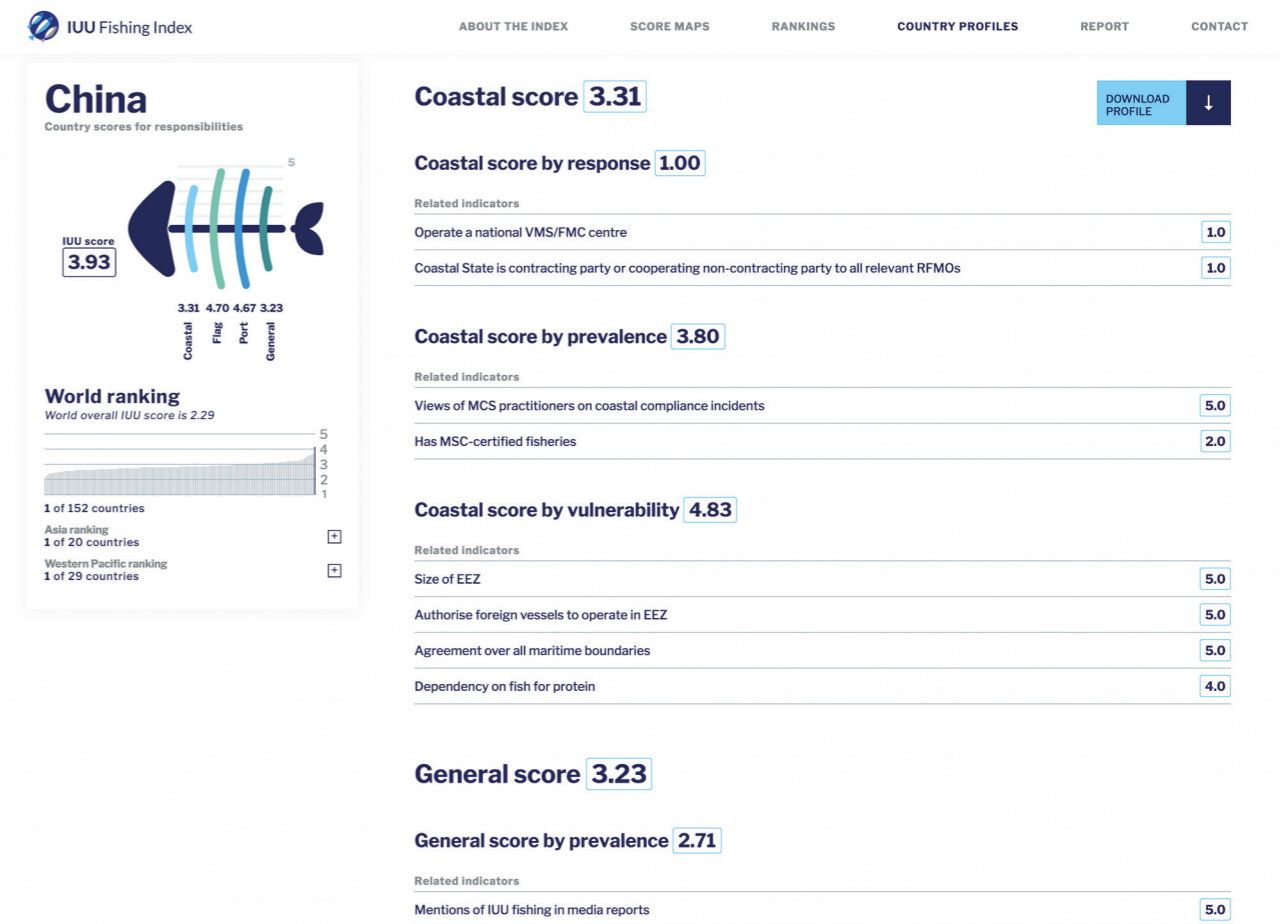 IUU Fishing Index
ABOUT THE INDEX
SCORE MAPS
RANKINGS
COUNTRY PROFILES
REPORT
CONTACT
China
Country scores for responsibilities
5
IUU score
3.93
3.31 4.70 4.67 3.23
Coastal
Flag
Port
General
World ranking
World overall IUU score is 2.29
5
4
3
2
1
1 of 152 countries
Asia ranking
1 of 20 countries
Western Pacific ranking
1 of 29 countries
Coastal score 3.31
DOWNLOAD
PROFILE
Coastal score by response 1.00
Related indicators
Operate a national VMS/FMC centre 1.0
Coastal State is contracting party or cooperating non-contracting party to all relevant RFMOs 1.0
Coastal score by prevalence 3.80
Related indicators
Views of MCS practitioners on coastal compliance incidents 5.0
Has MSC-certified fisheries 2.0
Coastal score by vulnerability 4.83
Related indicators
Size of EEZ 5.0
Authorise foreign vessels to operate in EEZ 5.0
Agreement over all maritime boundaries 5.0
Dependency on fish for protein 4.0
General score 3.23
General score by prevalence 2.71
Related indicators
Mentions of IUU fishing in media reports 5.0